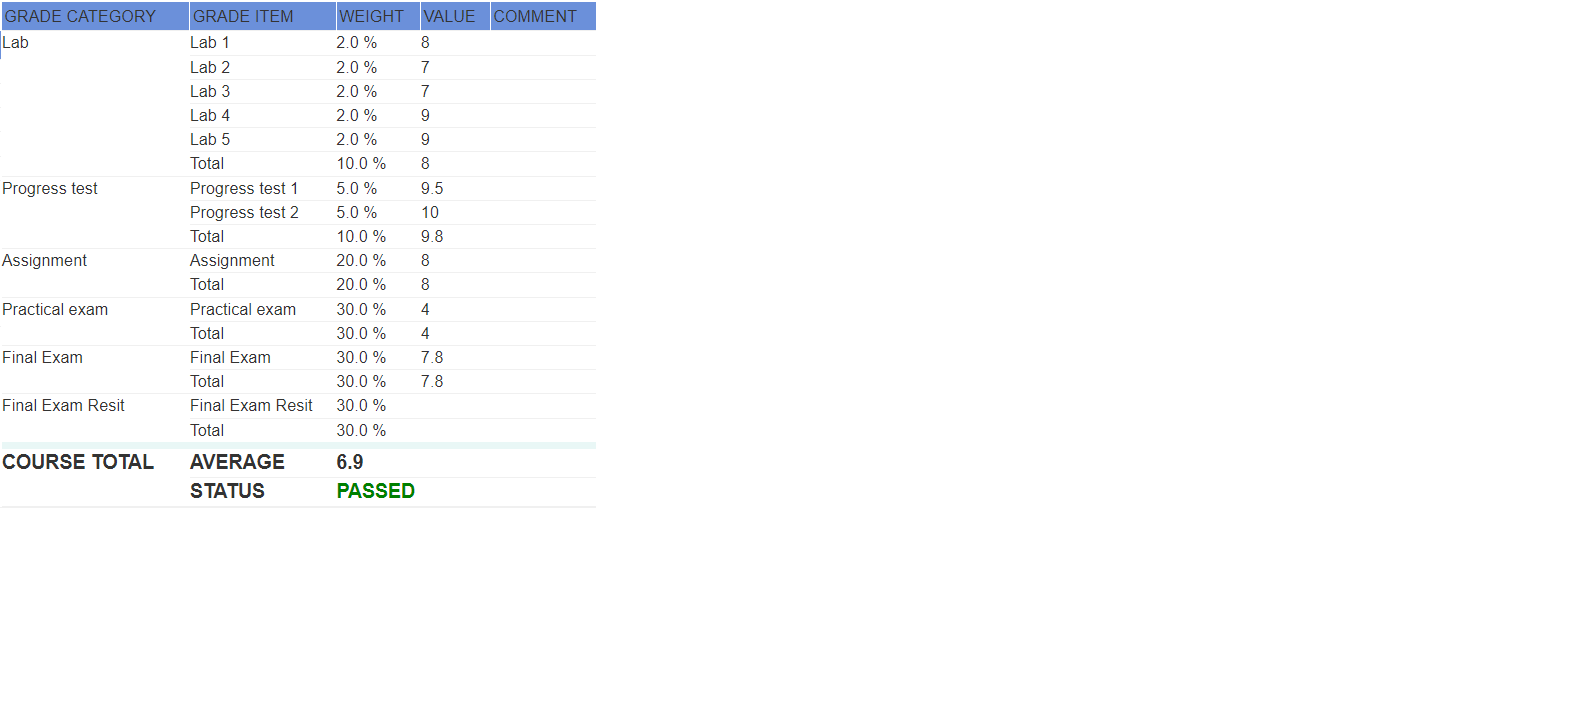 GRADE CATEGORY GRADE ITEM WEIGHT VALUE COMMENT
Lab Lab 1 2.0 % 8
Lab 2 2.0 % 7
Lab 3 2.0 % 7
Lab 4 2.0 % 9
Lab 5 2.0 % 9
Total 10.0 % 8
Progress test Progress test 1 5.0 % 9.5
Progress test 2 5.0 % 10
Total 10.0 % 9.8
Assignment Assignment 20.0 % 8
Total 20.0 % 8
Practical exam Practical exam 30.0 % 4
Total 30.0 % 4
Final Exam Final Exam 30.0 % 7.8
Total 30.0 % 7.8
Final Exam Resit Final Exam Resit 30.0 %
Total 30.0 %
COURSE TOTAL AVERAGE 6.9
STATUS PASSED